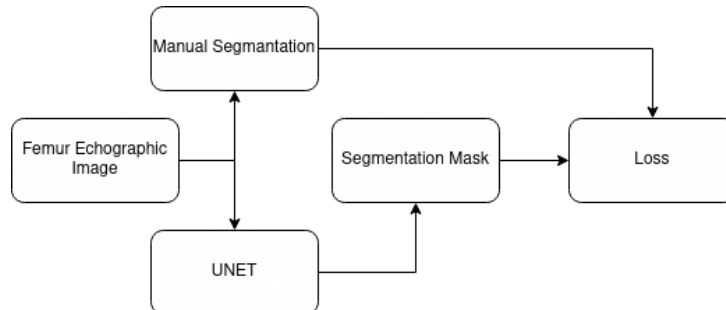 Manual Segmantation
Femur Echographic
Image
Segmentation Mask
Loss
UNET